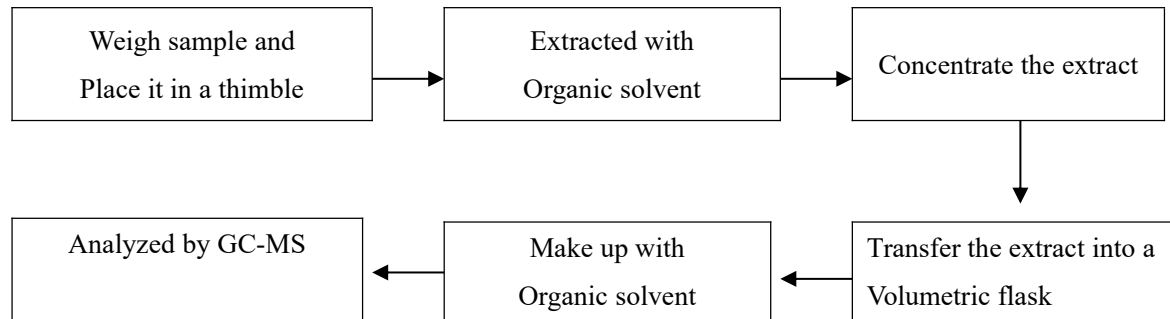 Weigh sample and
Place it in a thimble
Extracted with
Organic solvent
Concentrate the extract
Transfer the extract into a
Volumetric flask
Make up with
Organic solvent
Analyzed by GC-MS